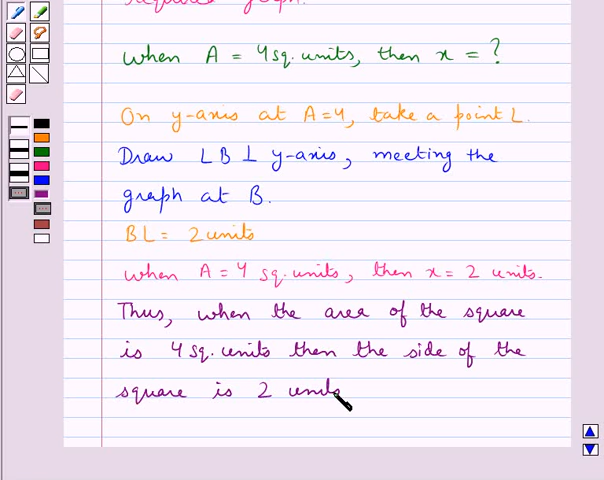 required graph.
When A = 4 sq. units, then x = ?
On y-axis at A=4, take a point L.
Draw LB ⊥ y-axis, meeting the
graph at B.
BL = 2 units
when A = 4 sq. units, then x = 2 units.
Thus, when the area of the square
is 4 sq. units then the side of the
square is 2 units